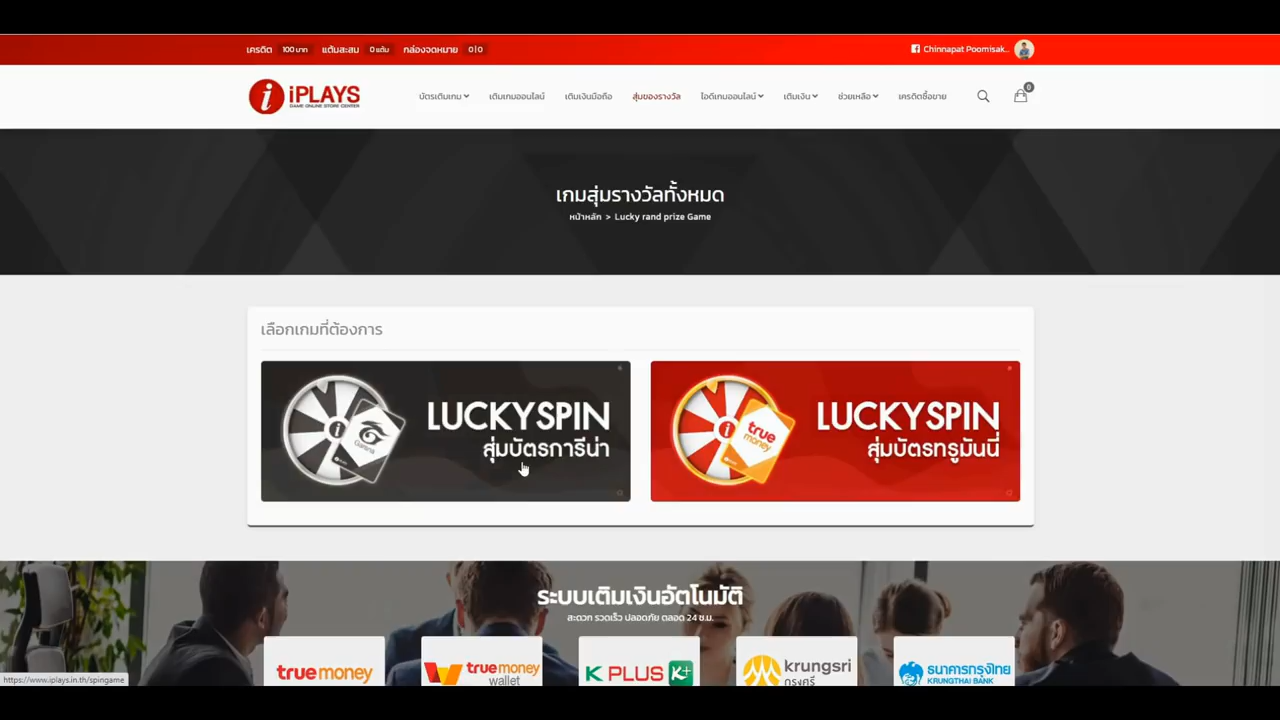 เครดิต 100 บาท แต้มสะสม 0 แต้ม กล่องจดหมาย 0|0 Chinnapat Poomisak..
iPLAYS
GAME ONLINE STORE CENTER
บัตรเติมเกม เติมเกมออนไลน์ เติมเงินมือถือ สุ่มของรางวัล ไอดีเกมออนไลน์ เติมเงิน ช่วยเหลือ เครดิตซื้อขาย 0
เกมสุ่มรางวัลทั้งหมด
หน้าหลัก > Lucky rand prize Game
เลือกเกมที่ต้องการ
LUCKYSPIN
สุ่มบัตรการีน่า
Garena
LUCKYSPIN
สุ่มบัตรทรูมันนี่
true
money
ระบบเติมเงินอัตโนมัติ
สะดวก รวดเร็ว ปลอดภัย ตลอด 24 ช.ม.
truemoney
truemoney
wallet
K PLUS K+
krungsri
กรุงศรี
ธนาคารกรุงไทย
KRUNGTHAI BANK
https://www.iplays.in.th/spingame